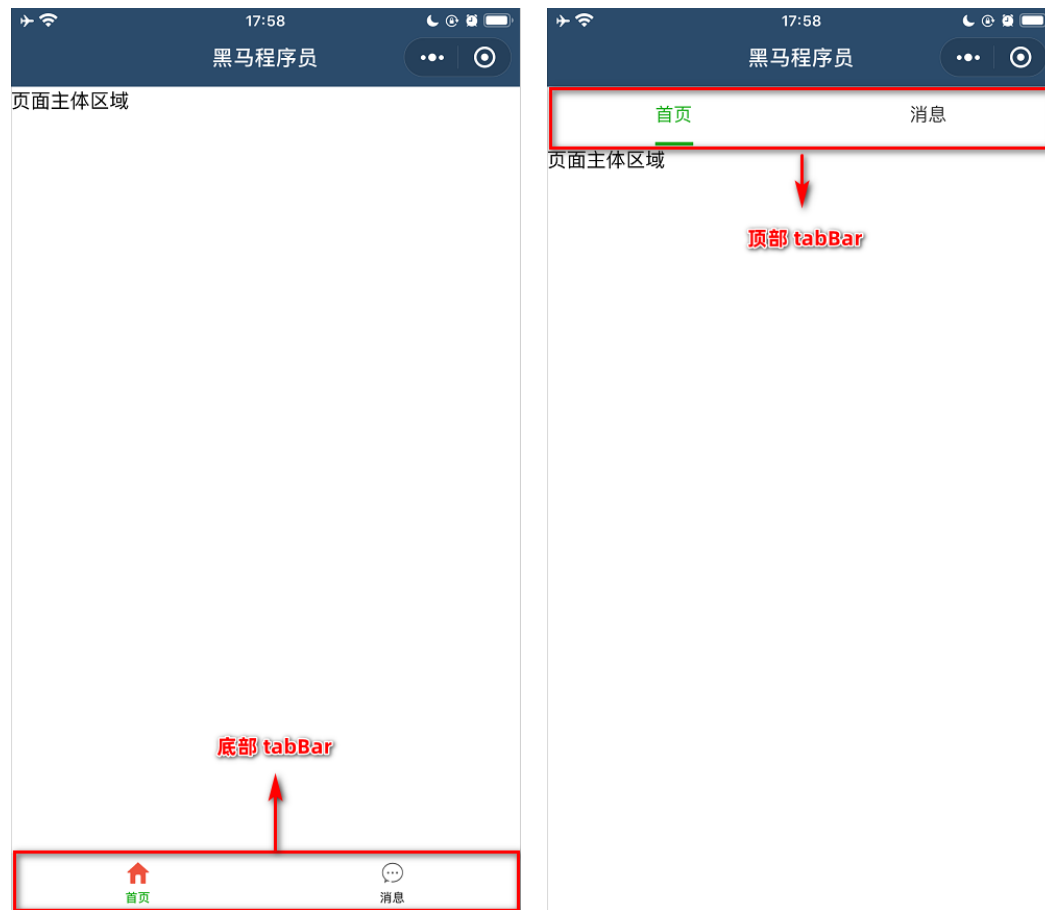 17:58
黑马程序员
页面主体区域
底部 tabBar
首页
消息
17:58
黑马程序员
首页
消息
页面主体区域
顶部 tabBar